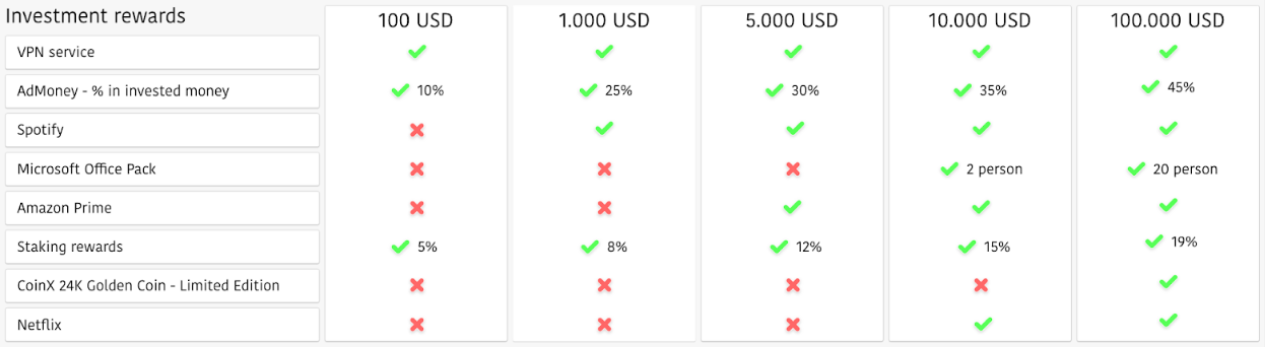 Investment rewards 100 USD 1.000 USD 5.000 USD 10.000 USD 100.000 USD
VPN service
AdMoney - % in invested money 10% 25% 30% 35% 45%
Spotify
Microsoft Office Pack 2 person 20 person
Amazon Prime
Staking rewards 5% 8% 12% 15% 19%
CoinX 24K Golden Coin - Limited Edition
Netflix